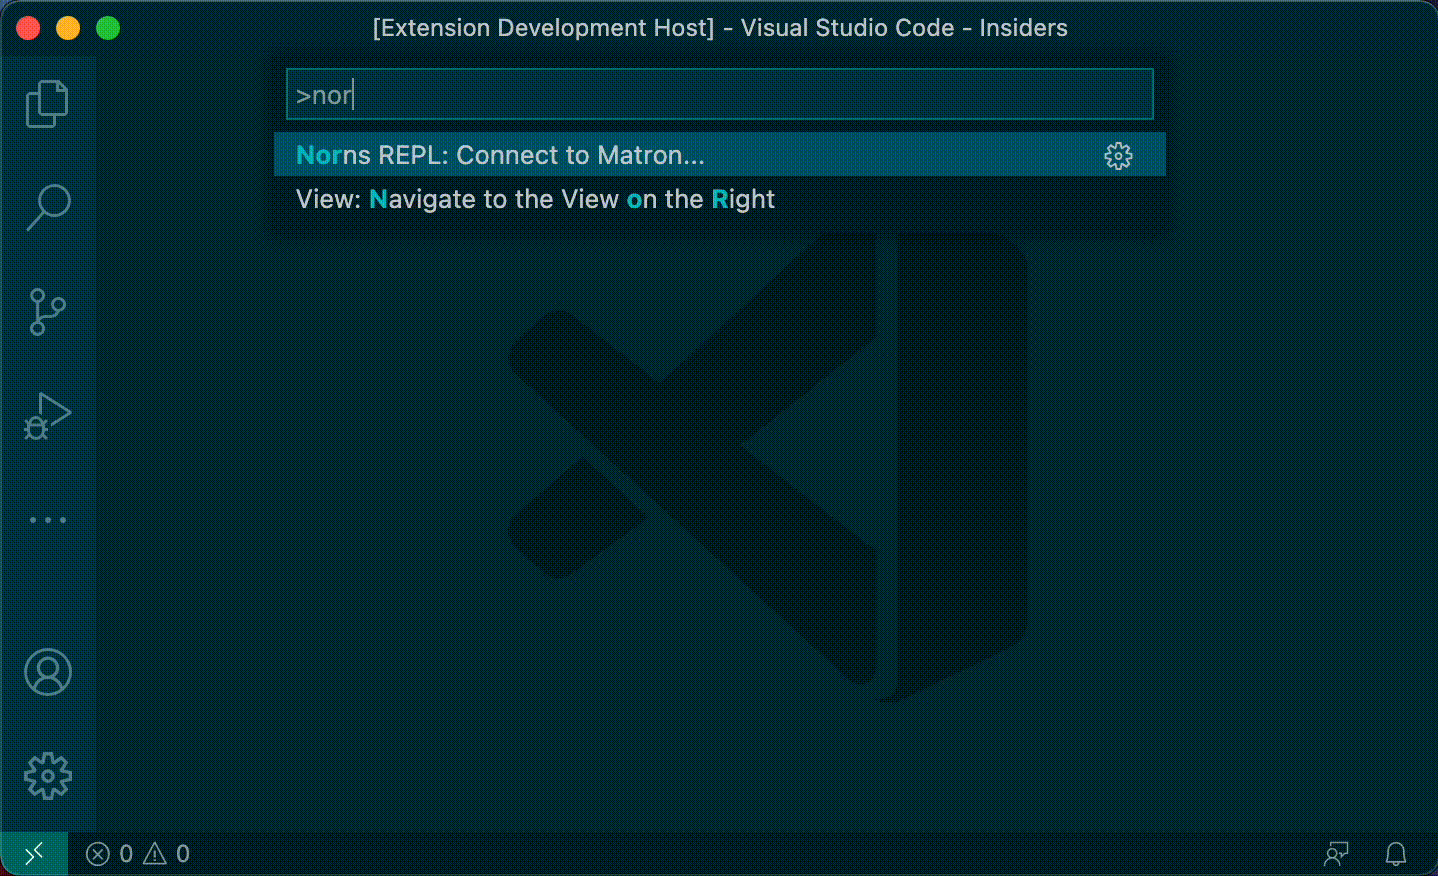 [Extension Development Host] - Visual Studio Code - Insiders
>nor
Norns REPL: Connect to Matron...
View: Navigate to the View on the Right
0 0